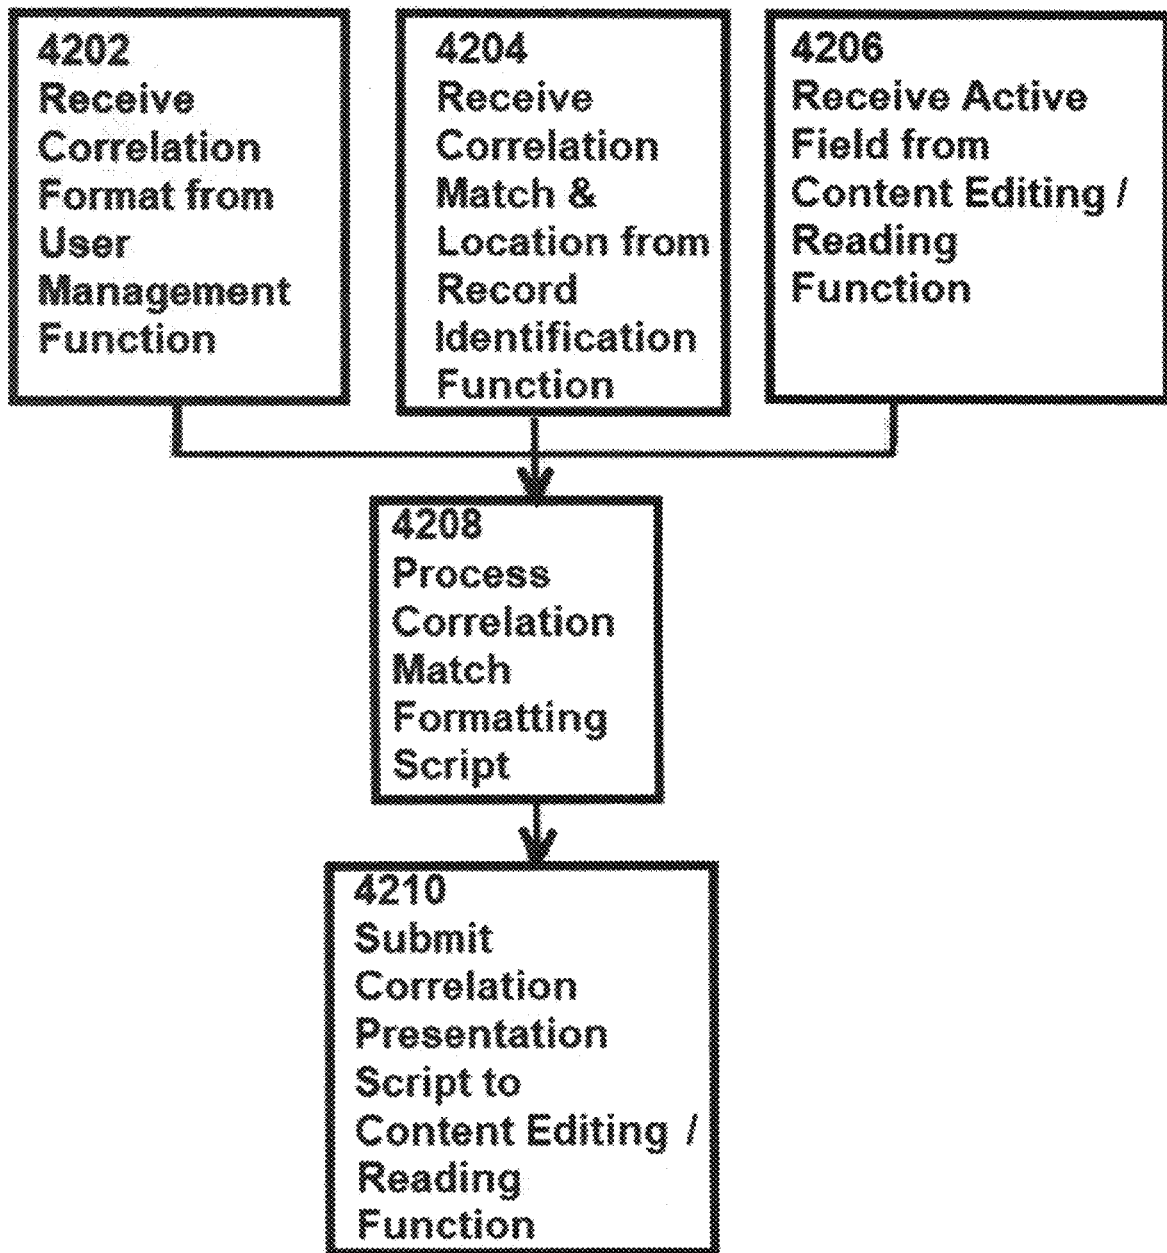 4202
Receive
Correlation
Format from
User
Management
Function
4204
Receive
Correlation
Match &
Location from
Record
Identification
Function
4206
Receive Active
Field from
Content Editing /
Reading
Function
4208
Process
Correlation
Match
Formatting
Script
4210
Submit
Correlation
Presentation
Script to
Content Editing /
Reading
Function